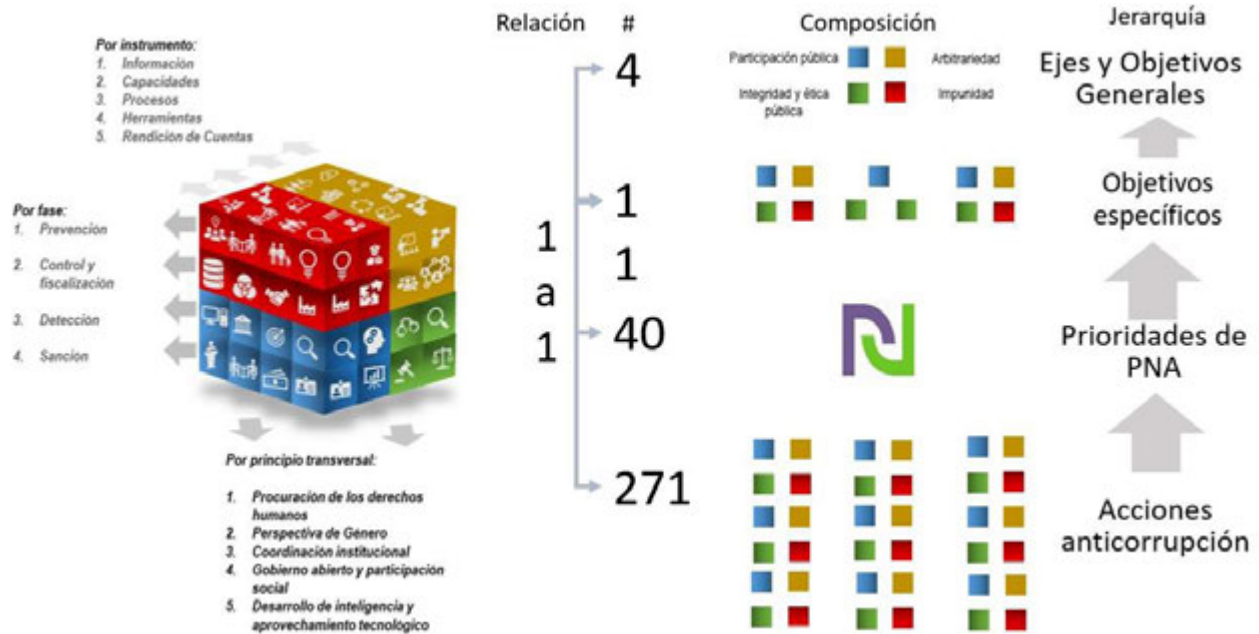 Por instrumento:
1. Información
2. Capacidades
3. Procesos
4. Herramientas
5. Rendición de Cuentas
Por fase:
1. Prevención
2. Control y
fiscalización
3. Detección
4. Sanción
Por principio transversal:
1. Procuración de los derechos
humanos
2. Perspectiva de Género
3. Coordinación institucional
4. Gobierno abierto y participación
social
5. Desarrollo de inteligencia y
aprovechamiento tecnológico
Relación
1
a
1
#
4
1
1
40
271
Composición
Participación pública
Arbitrariedad
Integridad y ética
pública
Impunidad
Jerarquía
Ejes y Objetivos
Generales
Objetivos
específicos
Prioridades de
PNA
Acciones
anticorrupción